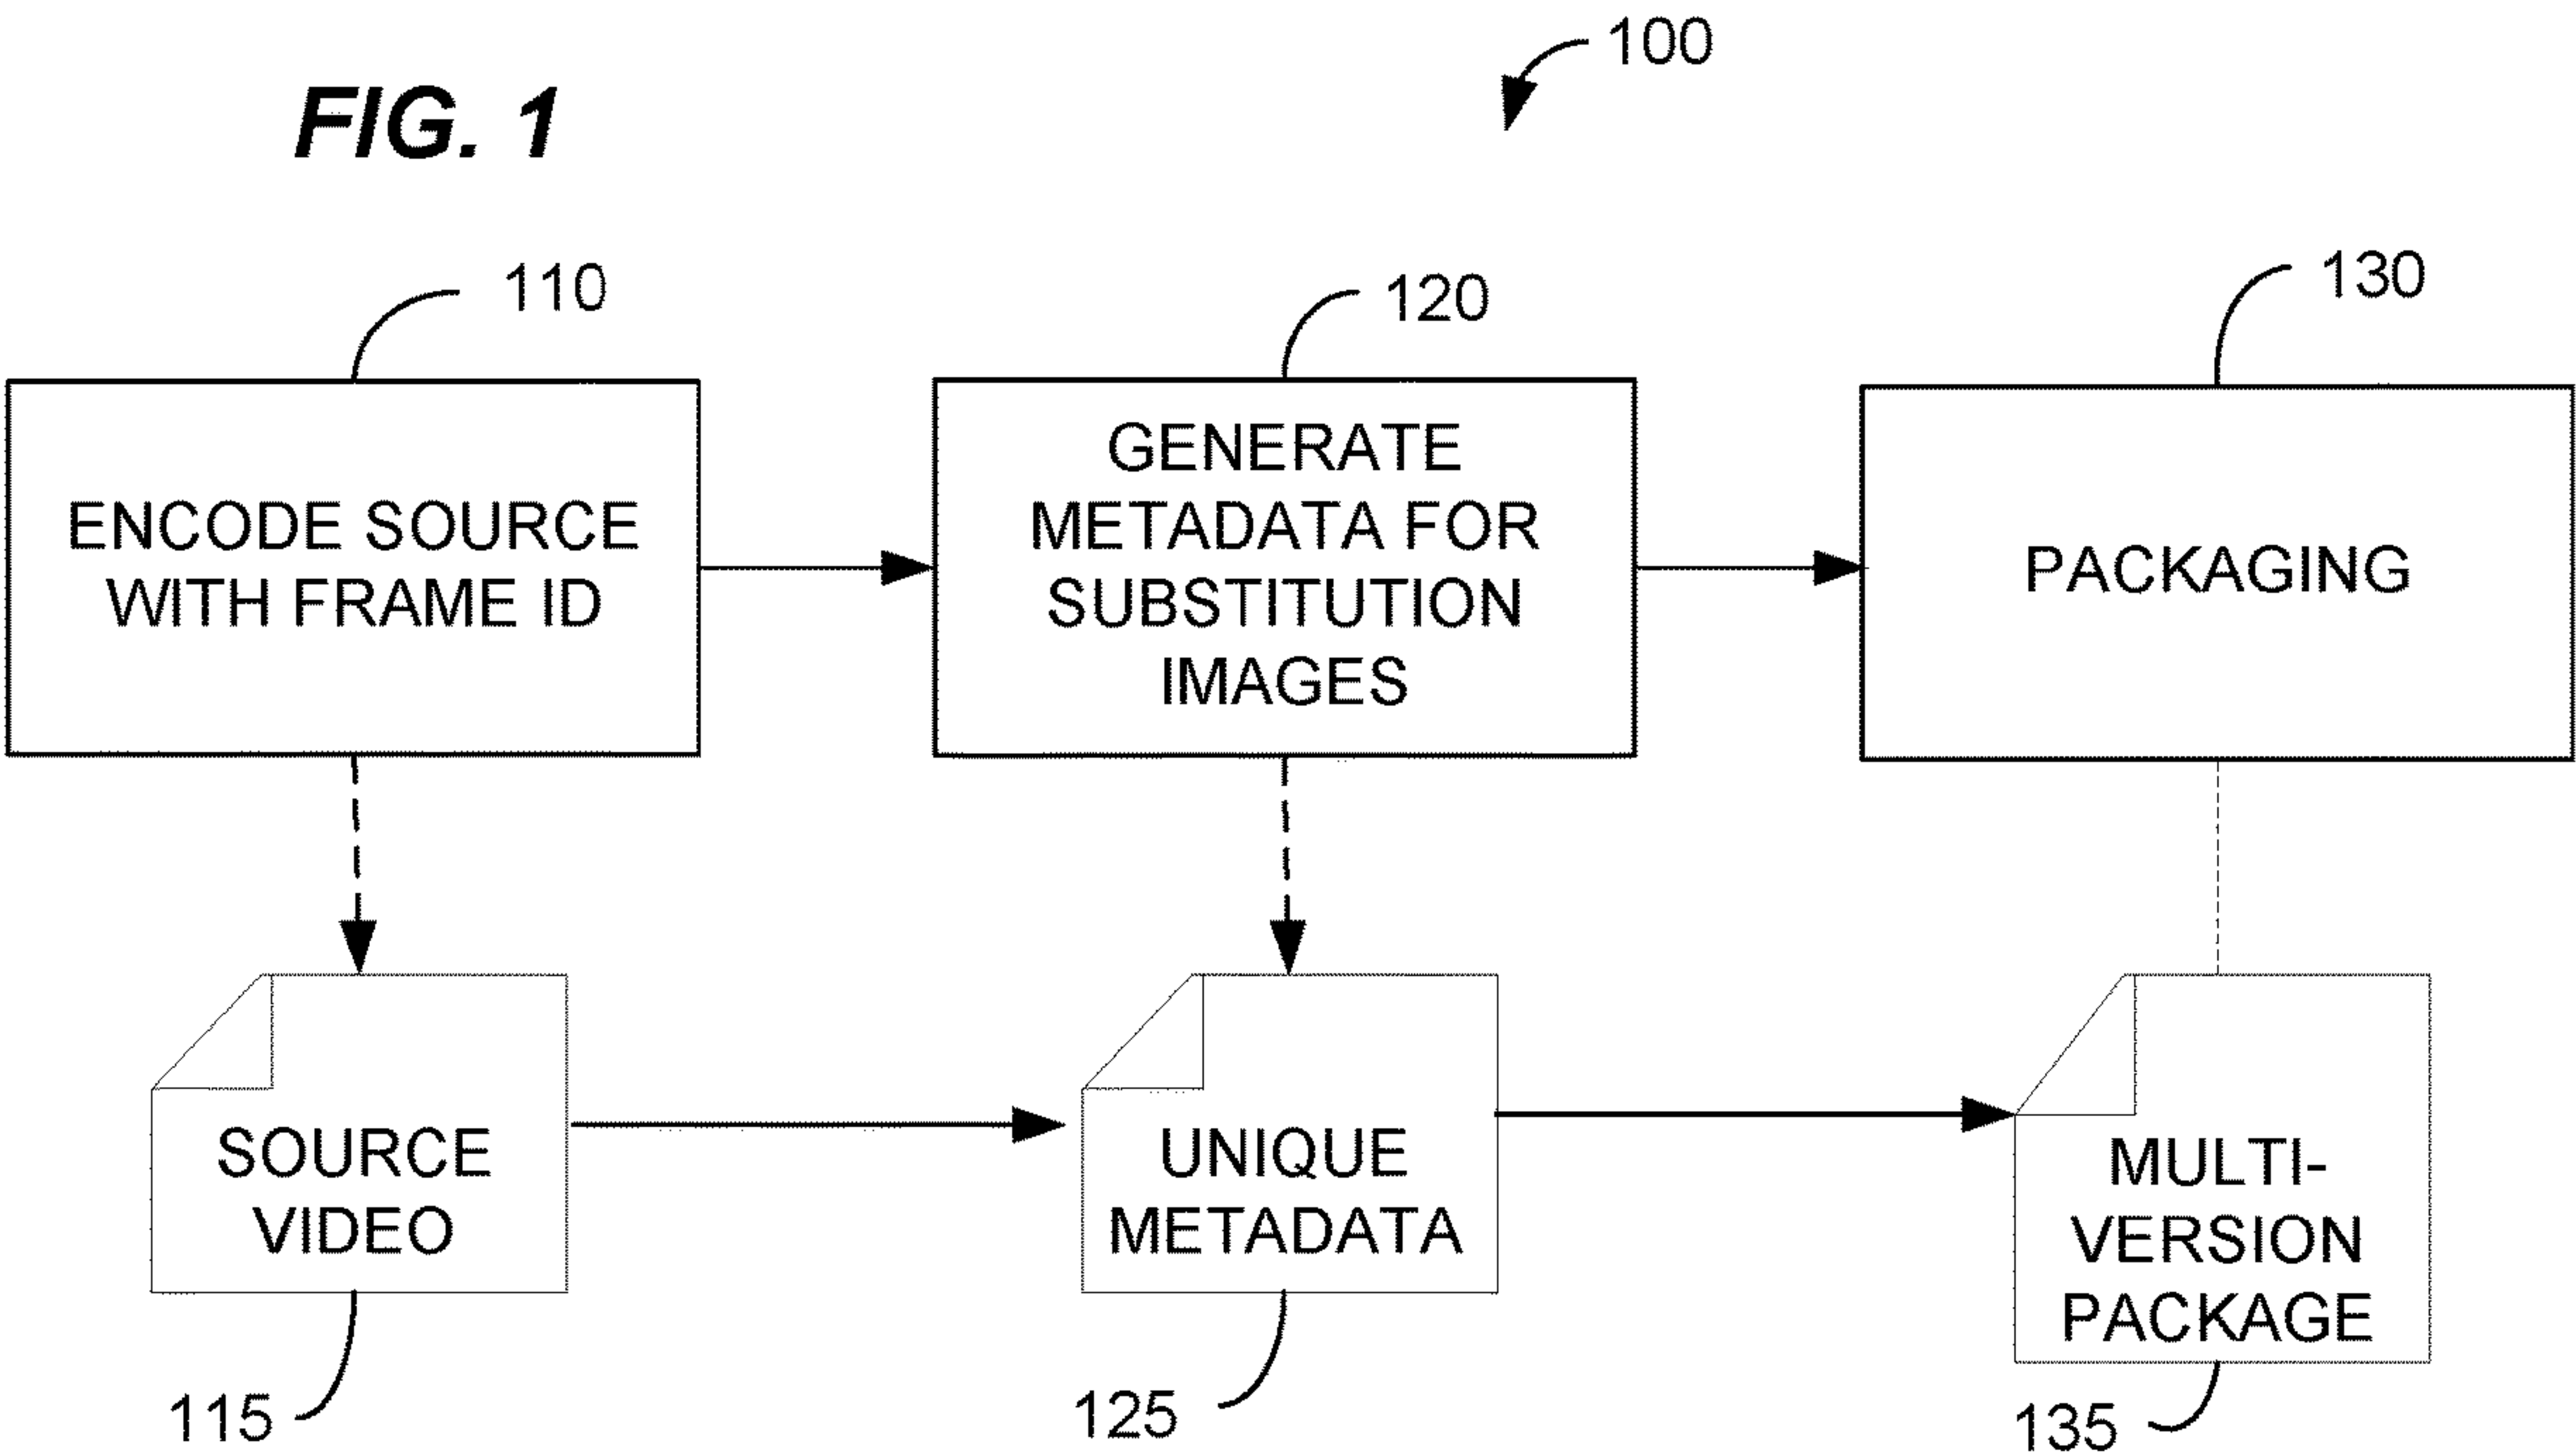 100
FIG. 1
110
120
130
ENCODE SOURCE
WITH FRAME ID
GENERATE
METADATA FOR
SUBSTITUTION
IMAGES
PACKAGING
SOURCE
VIDEO
UNIQUE
METADATA
MULTI-
VERSION
PACKAGE
115
125
135